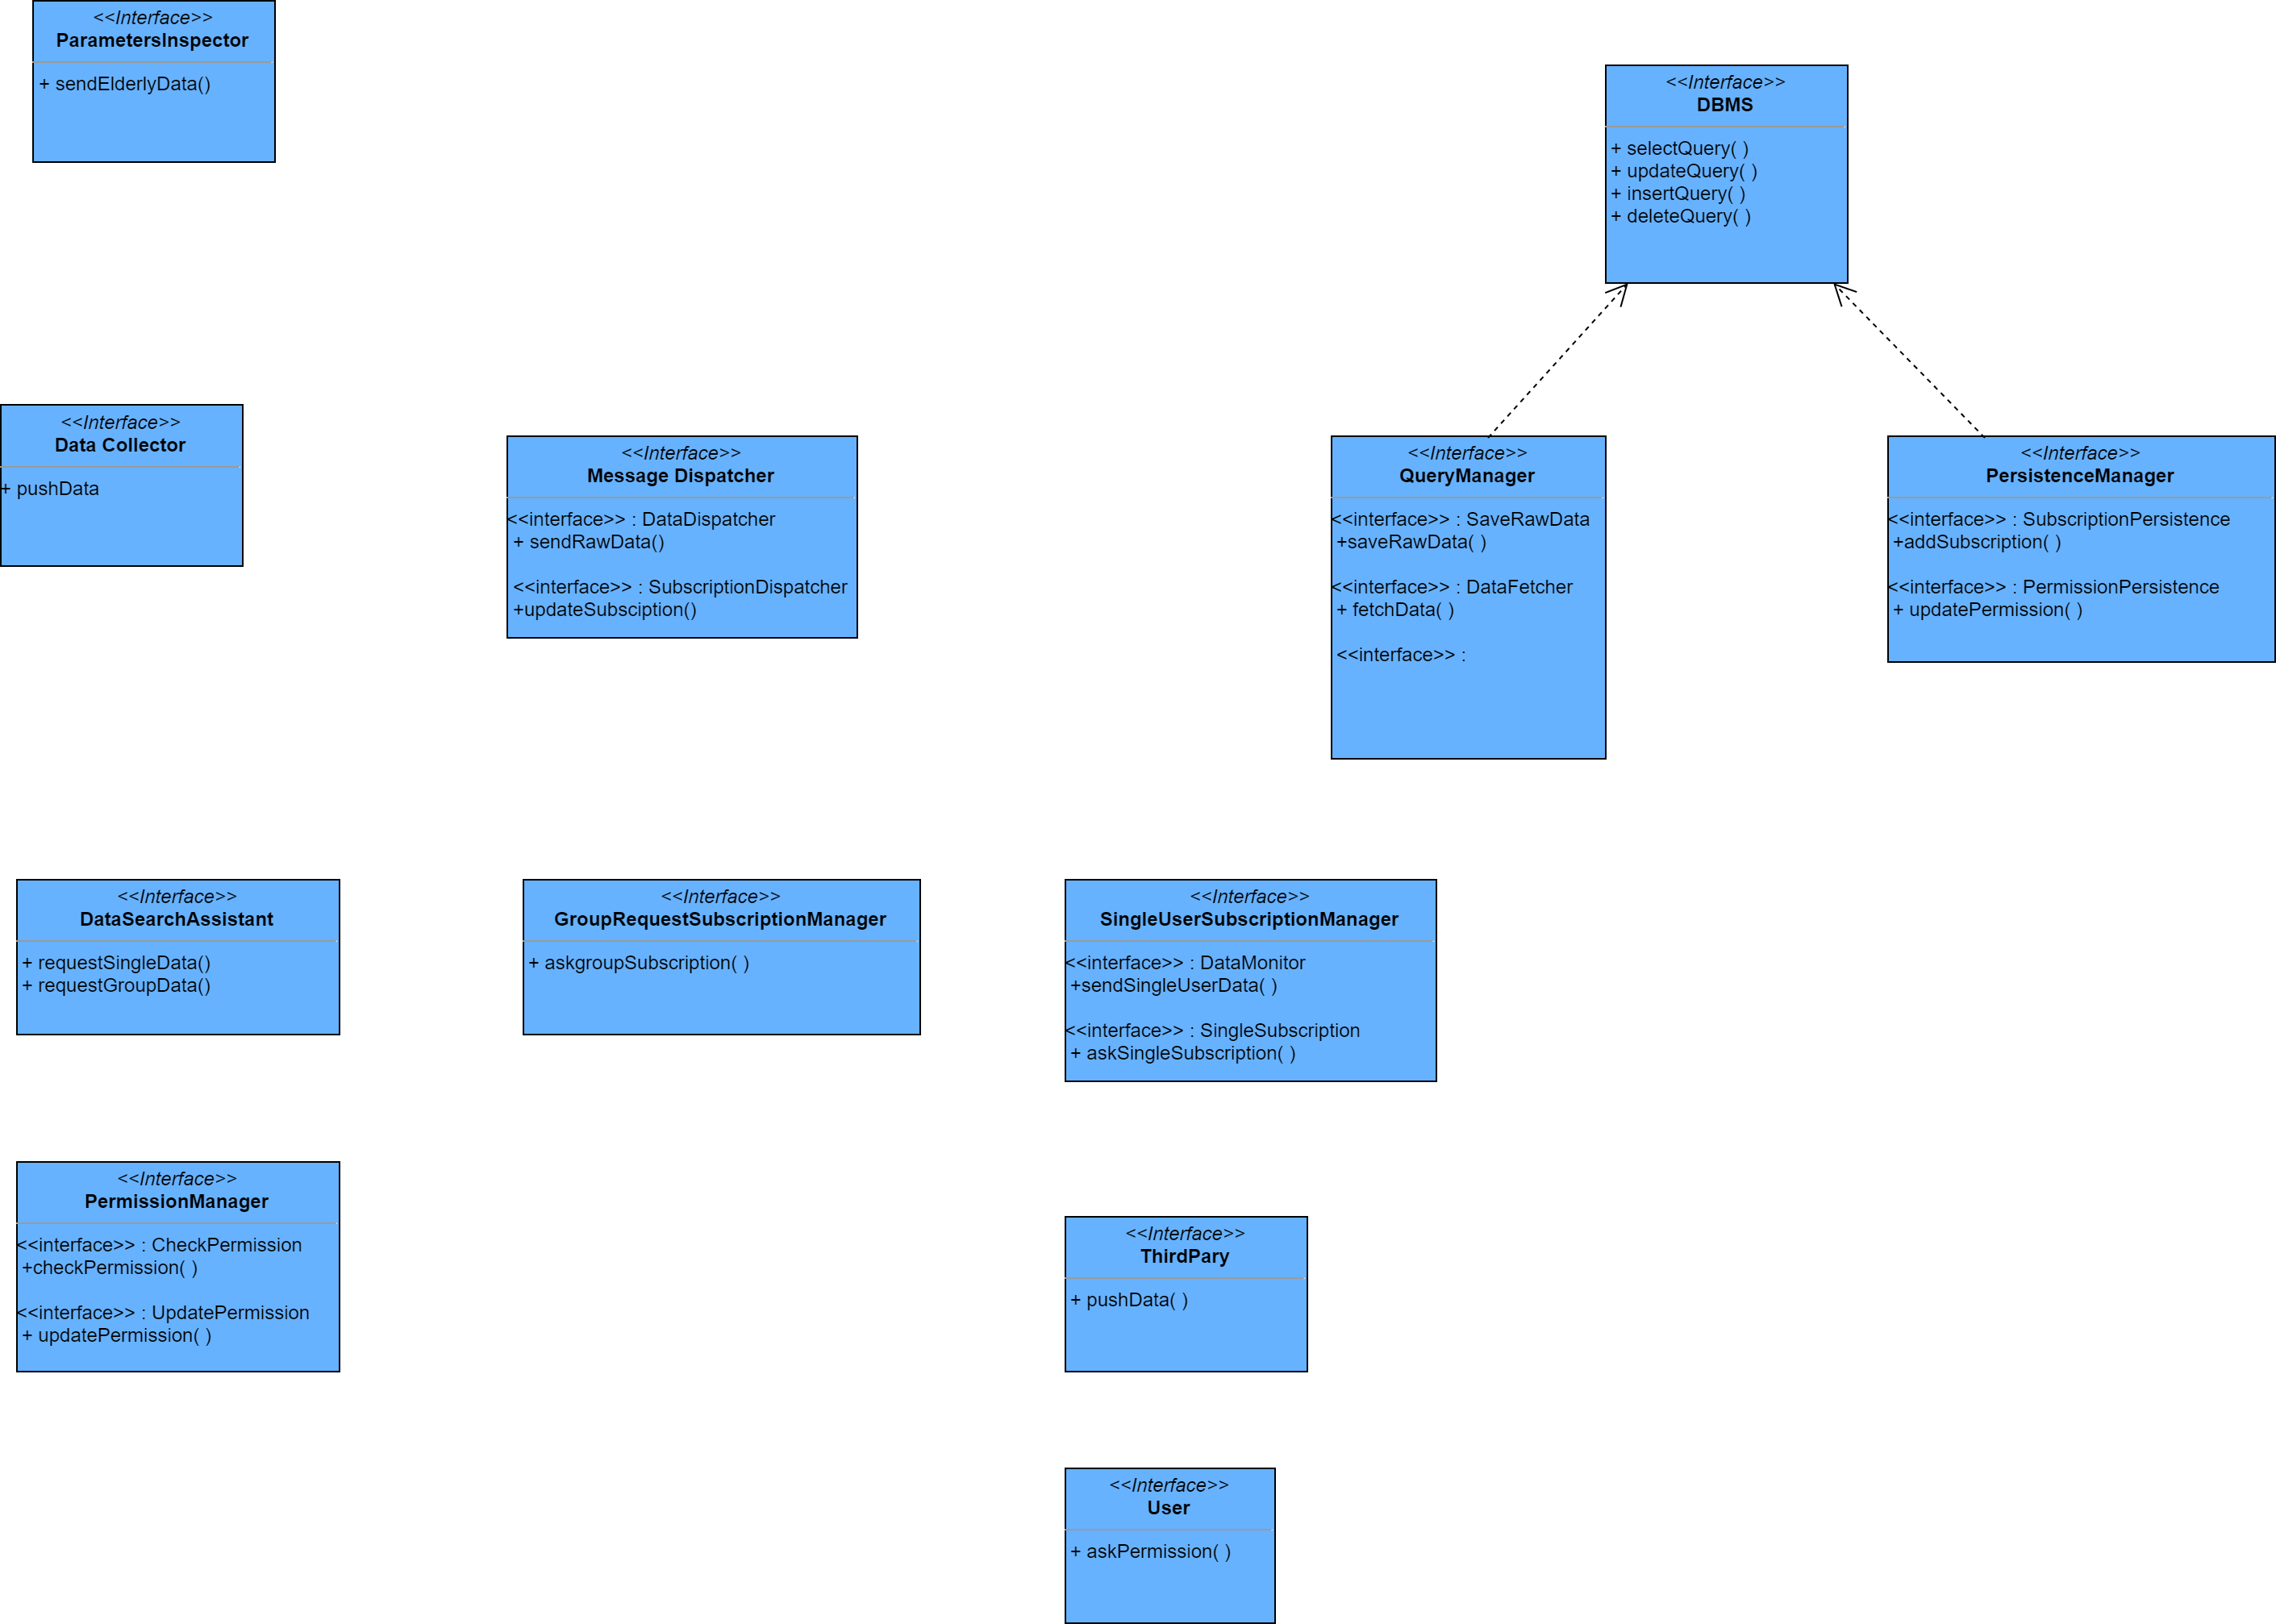 <<Interface>>
ParametersInspector
+ sendElderlyData()
<<Interface>>
DBMS
+ selectQuery( )
+ updateQuery( )
+ insertQuery( )
+ deleteQuery( )
<<Interface>>
Data Collector
+ pushData
<<Interface>>
Message Dispatcher
<<interface>> : DataDispatcher
+ sendRawData()
<<interface>> : SubscriptionDispatcher
+updateSubsciption()
<<Interface>>
QueryManager
<<interface>> : SaveRawData
+saveRawData( )
<<interface>> : DataFetcher
+ fetchData( )
<<interface>> :
<<Interface>>
PersistenceManager
<<interface>> : SubscriptionPersistence
+addSubscription( )
<<interface>> : PermissionPersistence
+ updatePermission( )
<<Interface>>
DataSearchAssistant
+ requestSingleData()
+ requestGroupData()
<<Interface>>
GroupRequestSubscriptionManager
+ askgroupSubscription( )
<<Interface>>
SingleUserSubscriptionManager
<<interface>> : DataMonitor
+sendSingleUserData( )
<<interface>> : SingleSubscription
+ askSingleSubscription( )
<<Interface>>
PermissionManager
<<interface>> : CheckPermission
+checkPermission( )
<<interface>> : UpdatePermission
+ updatePermission( )
<<Interface>>
ThirdPary
+ pushData( )
<<Interface>>
User
+ askPermission( )